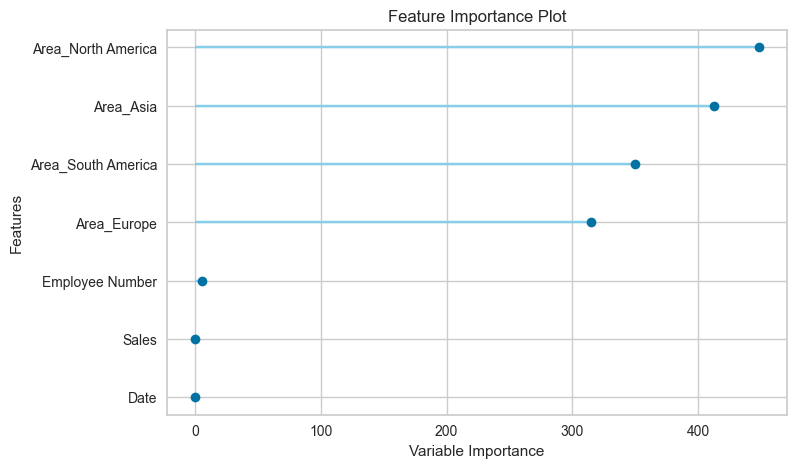 Feature Importance Plot
Area_North America
Area_Asia
Area_South America
Area_Europe
Employee Number
Sales
Date
Features
0 100 200 300 400
Variable Importance